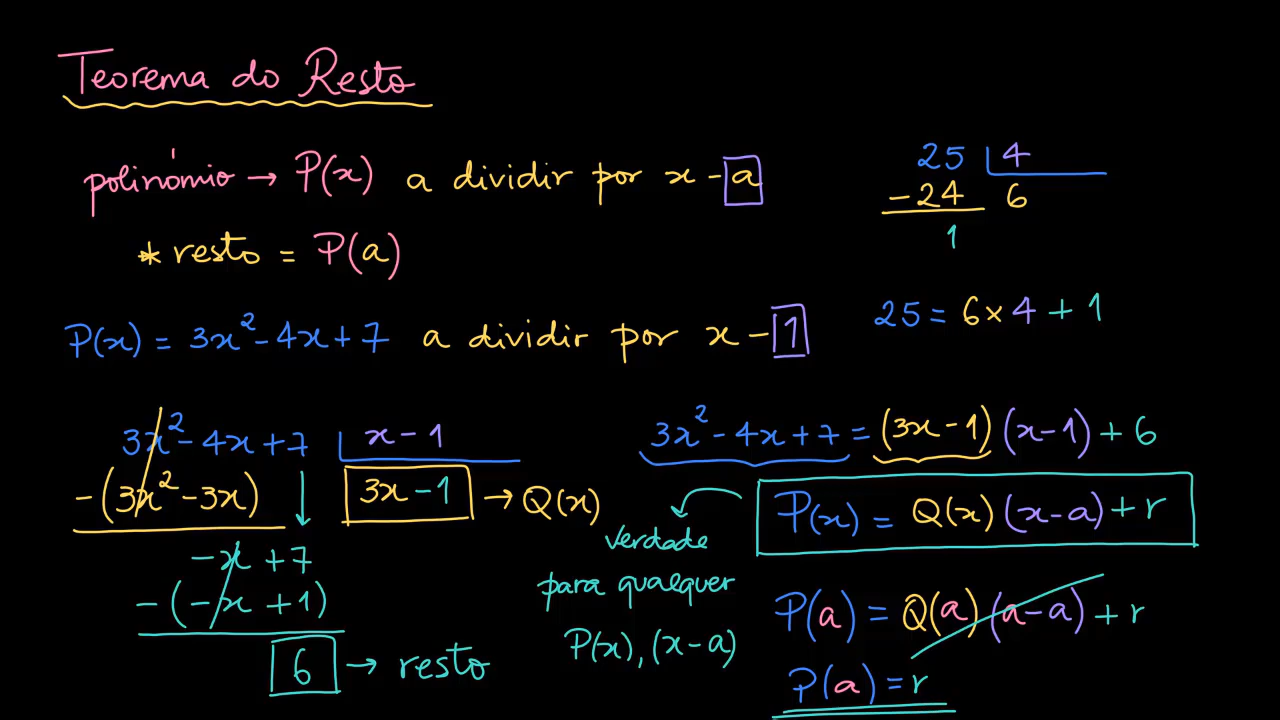 Teorema do Resto
polinómio → P(x) a dividir por x - a
* resto = P(a)
P(x) = 3x² - 4x + 7 a dividir por x - 1
25 4
- 24 6
1
25 = 6 × 4 + 1
3x² - 4x + 7 x - 1
- (3x² - 3x) 3x - 1 → Q(x)
- x + 7
- (- x + 1)
6 → resto
3x² - 4x + 7 = (3x - 1) (x - 1) + 6
P(x) = Q(x) (x - a) + r
verdade
para qualquer
P(x), (x - a)
P(a) = Q(a) (a - a) + r
P(a) = r